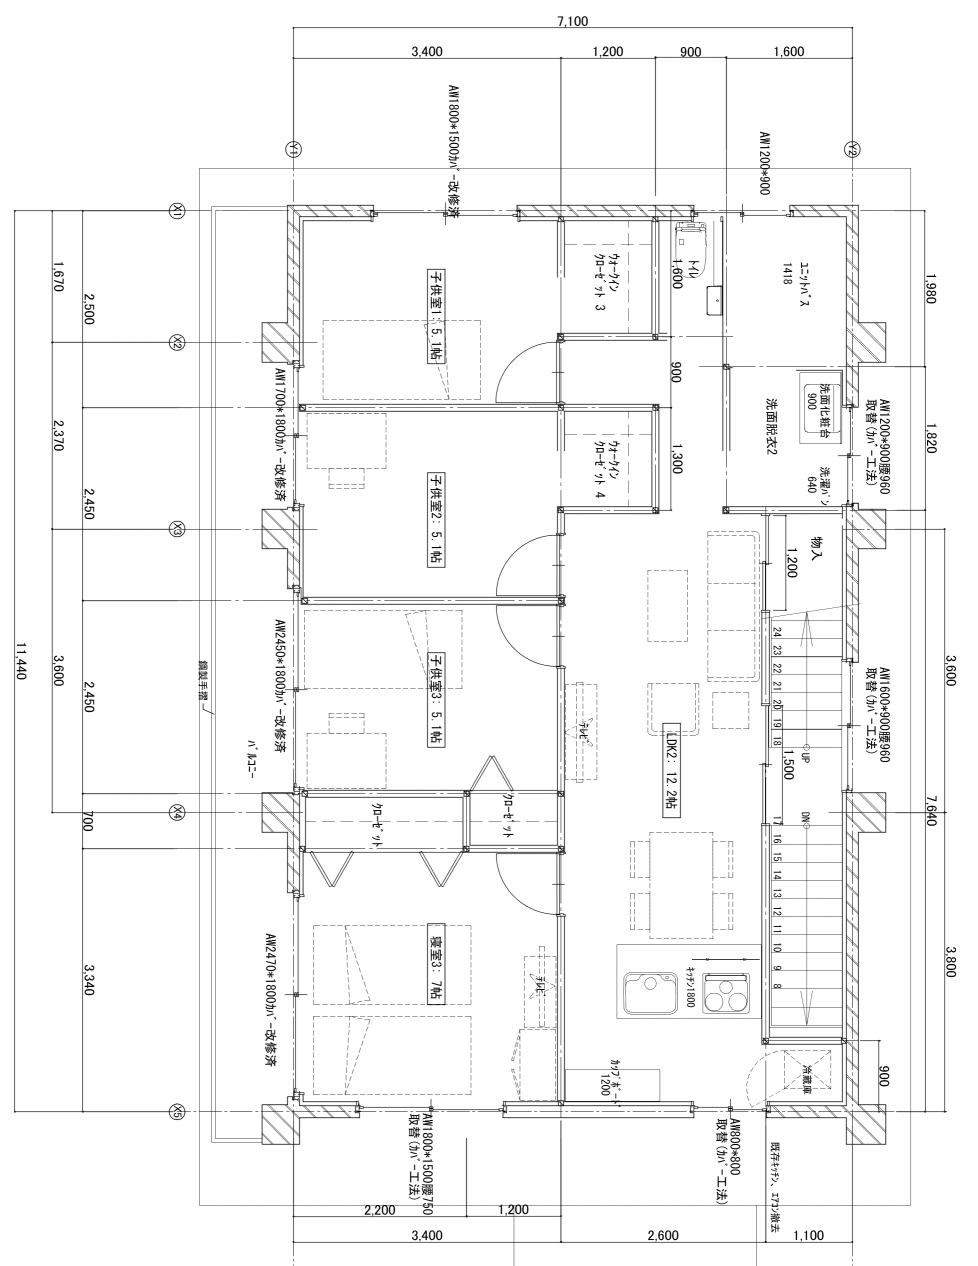 7,100
3,400
1,200
900
1,600
AW1800*1500ｶﾊﾞｰ改修済
AW1200*900
Y1
Y2
X1
X2
X3
X4
X5
11,440
1,670
2,370
3,600
2,500
2,450
2,450
700
3,340
1,980
1,820
7,640
3,600
3,800
900
子供室1: 5.1帖
ｳｫｰｸｲﾝ
ｸﾛｰｾﾞｯﾄ 3
ﾄｲﾚ
1,600
ﾕﾆｯﾄﾊﾞｽ
1418
900
洗面化粧台
900
洗面脱衣2
洗濯ﾊﾟﾝ
640
AW1200*900腰960
取替(ｶﾊﾞｰ工法)
AW1700*1800ｶﾊﾞｰ改修済
子供室2: 5.1帖
ｳｫｰｸｲﾝ
ｸﾛｰｾﾞｯﾄ 4
1,300
物入
1,200
AW2450*1800ｶﾊﾞｰ改修済
子供室3: 5.1帖
ﾃﾚﾋﾞ
LDK2: 12.2帖
24
23
22
21
20
19
18
17
16
15
14
13
12
11
10
9
8
UP
1,500
DN
AW1600*900腰960
取替(ｶﾊﾞｰ工法)
鋼製手摺
ﾊﾞﾙｺﾆｰ
ｸﾛｰｾﾞｯﾄ
ｸﾛｰｾﾞｯﾄ
AW2470*1800ｶﾊﾞｰ改修済
寝室3: 7帖
ﾃﾚﾋﾞ
ｷｯﾁﾝ1800
ｶｯﾌﾟﾎﾞｰﾄﾞ
1200
冷蔵庫
AW1800*1500腰750
取替(ｶﾊﾞｰ工法)
AW800*800
取替(ｶﾊﾞｰ工法)
既存ｷｯﾁﾝ、ｴｱｺﾝ撤去
2,200
1,200
3,400
2,600
1,100